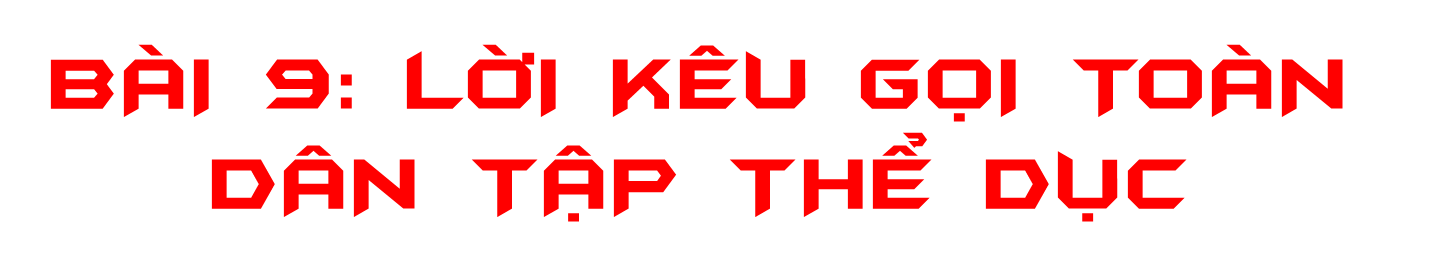 BÀI 9: LỜI KÊU GỌI TOÀN
DÂN TẬP THỂ DỤC